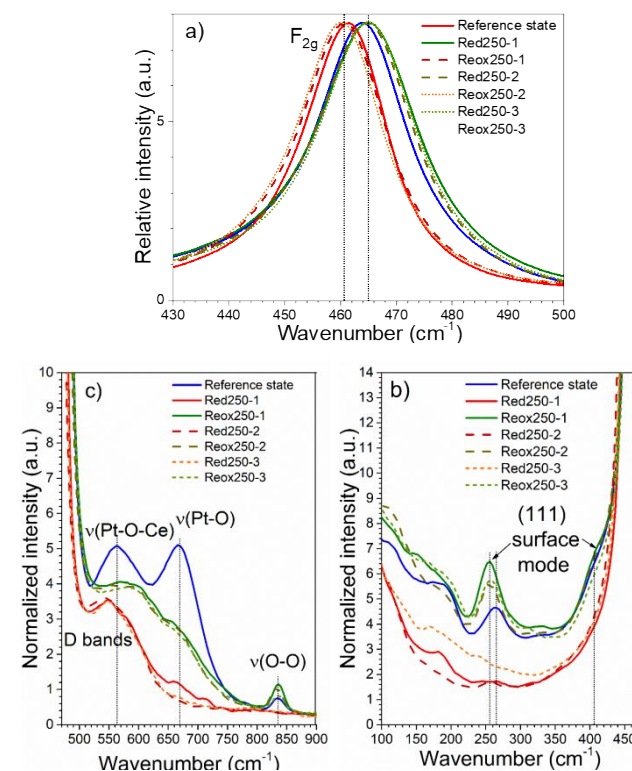 a)
F2g
Reference state
Red250-1
Reox250-1
Red250-2
Reox250-2
Red250-3
Reox250-3
Relative intensity (a.u.)
5
0
430 440 450 460 470 480 490 500
Wavenumber (cm-1)
c)
Reference state
Red250-1
Reox250-1
Red250-2
Reox250-2
Red250-3
Reox250-3
ν(Pt-O-Ce)
ν(Pt-O)
D bands
ν(O-O)
Normalized intensity (a.u.)
10
9
8
7
6
5
4
3
2
1
0
500 550 600 650 700 750 800 850 900
Wavenumber (cm-1)
b)
Reference state
Red250-1
Reox250-1
Red250-2
Reox250-2
Red250-3
Reox250-3
(111)
surface
mode
Normalized intensity (a.u.)
14
13
12
11
10
9
8
7
6
5
4
3
2
1
0
100 150 200 250 300 350 400 450
Wavenumber (cm-1)